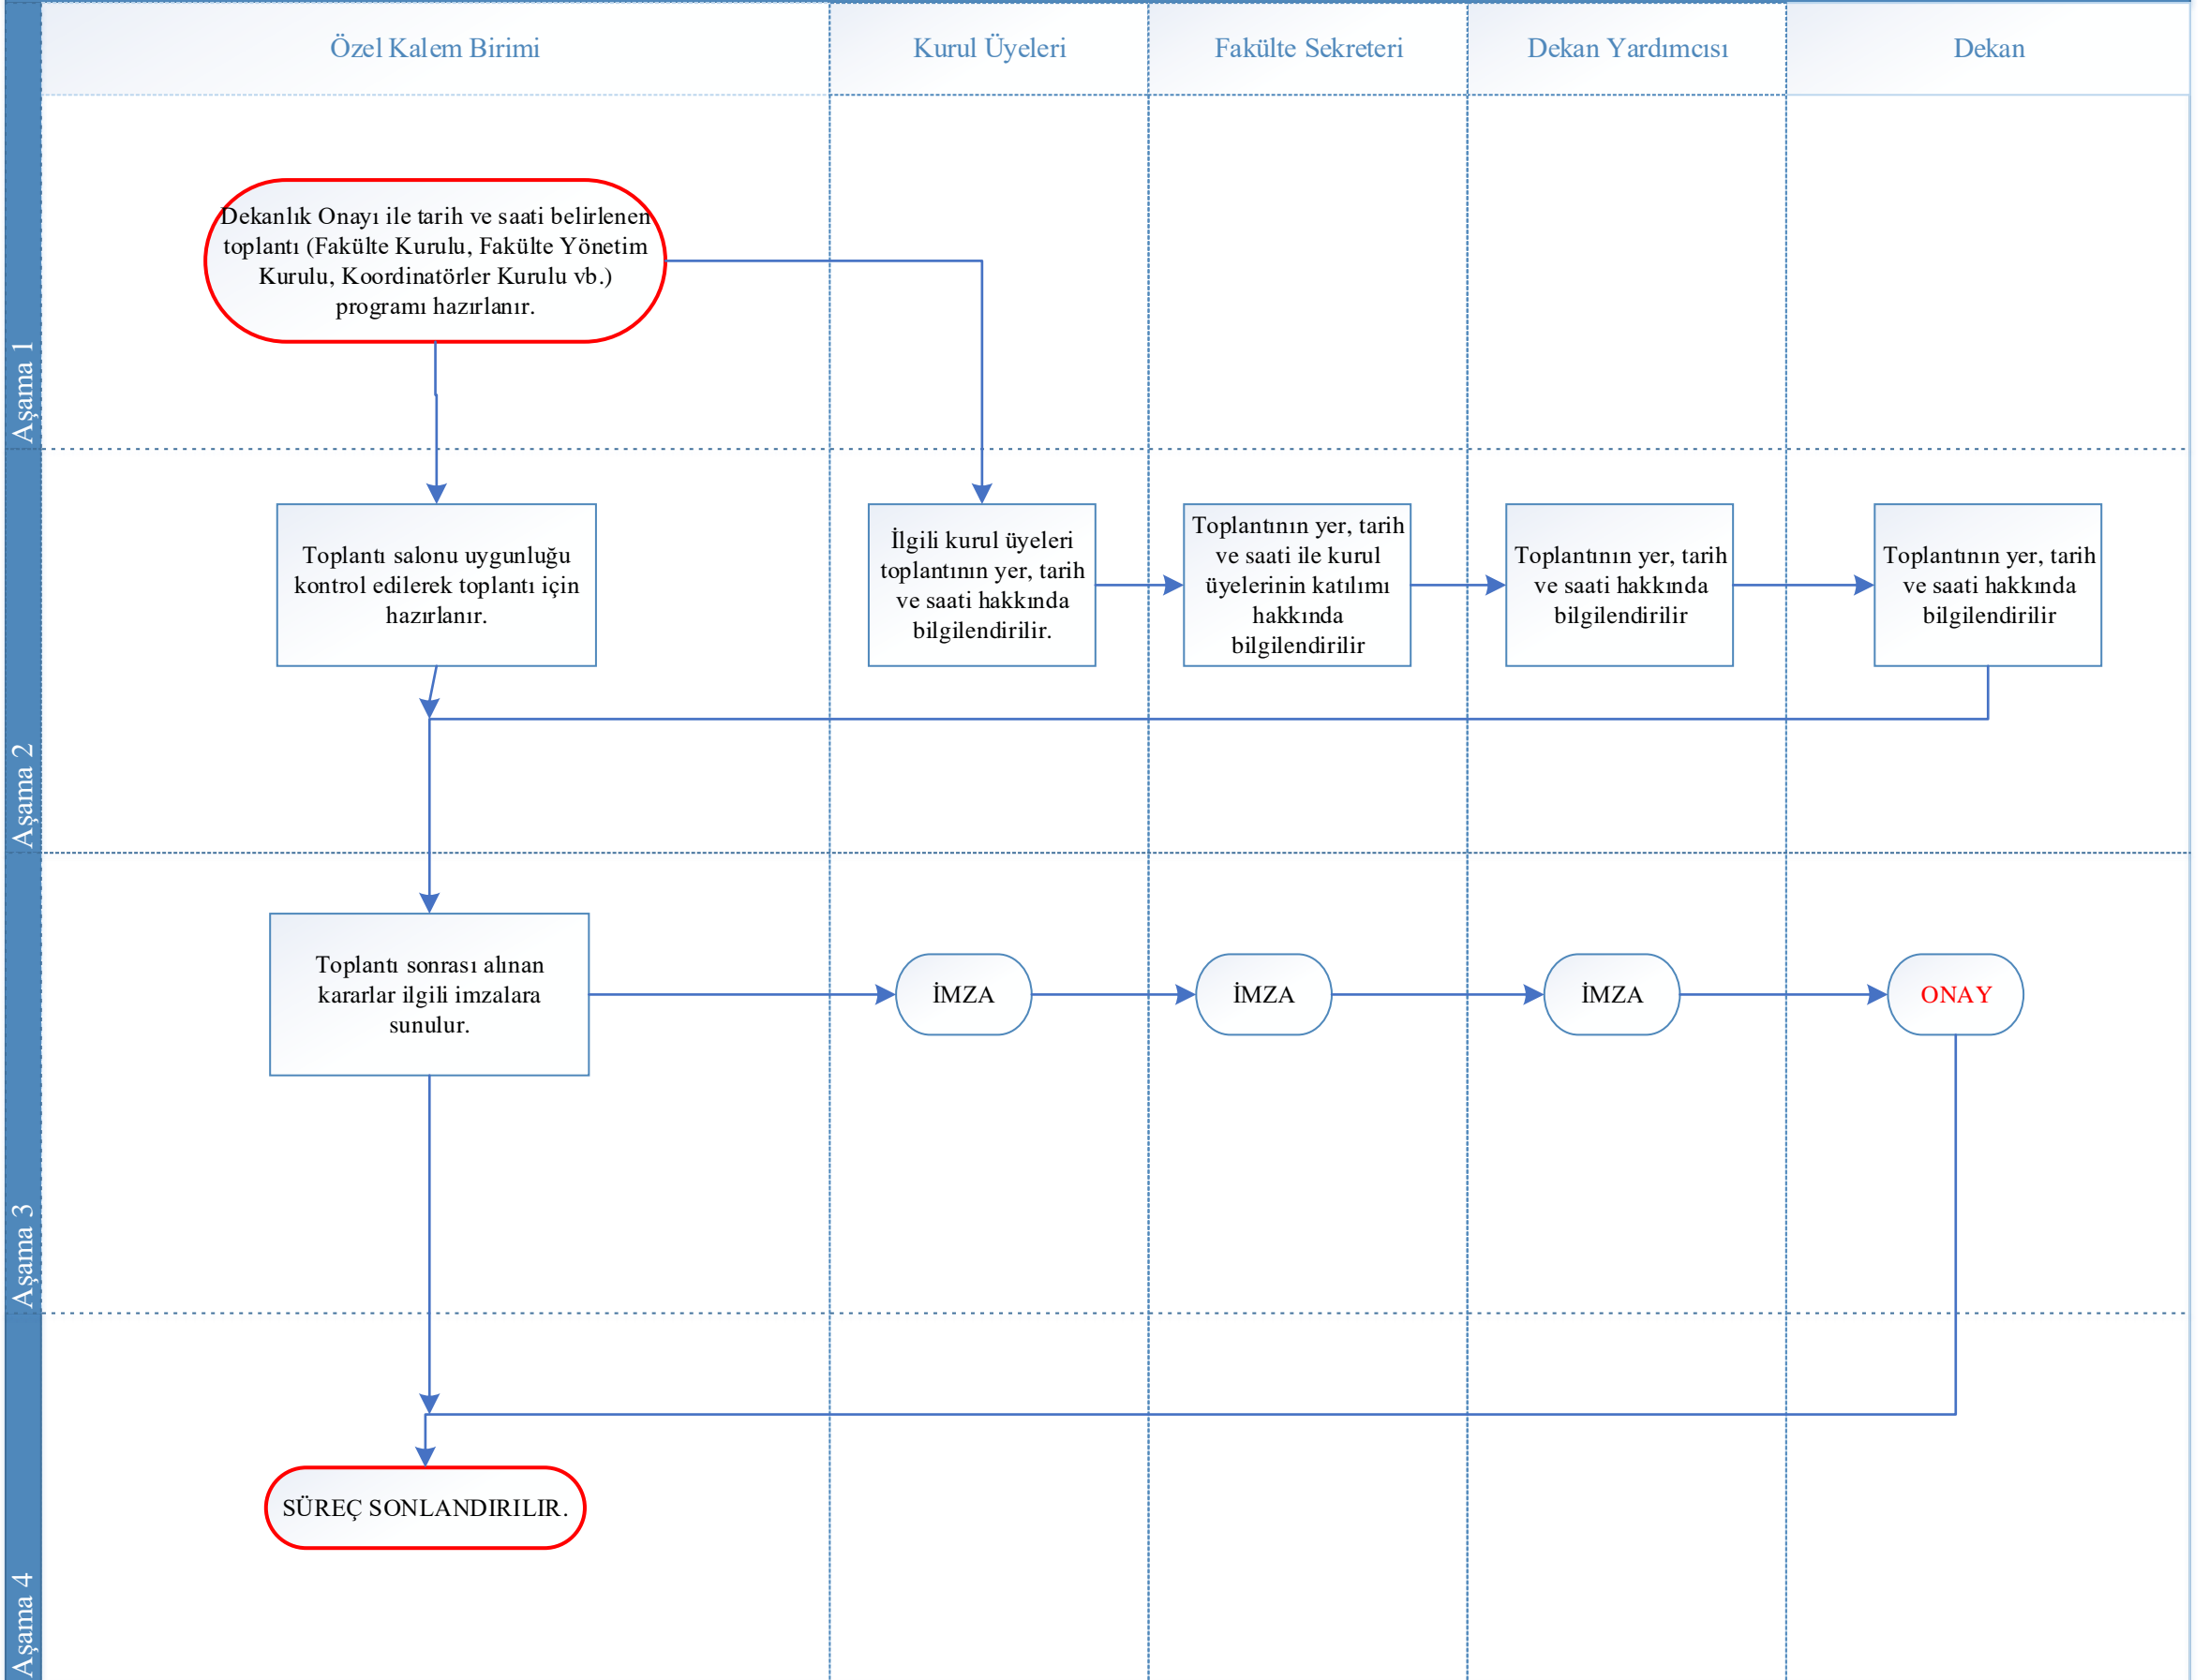 Özel Kalem Birimi
Kurul Üyeleri
Fakülte Sekreteri
Dekan Yardımcısı
Dekan
Aşama 1
Dekanlık Onayı ile tarih ve saati belirlenen
toplantı (Fakülte Kurulu, Fakülte Yönetim
Kurulu, Koordinatörler Kurulu vb.)
programı hazırlanır.
Aşama 2
Toplantı salonu uygunluğu
kontrol edilerek toplantı için
hazırlanır.
İlgili kurul üyeleri
toplantının yer, tarih
ve saati hakkında
bilgilendirilir.
Toplantının yer, tarih
ve saati ile kurul
üyelerinin katılımı
hakkında
bilgilendirilir
Toplantının yer, tarih
ve saati hakkında
bilgilendirilir
Toplantının yer, tarih
ve saati hakkında
bilgilendirilir
Aşama 3
Toplantı sonrası alınan
kararlar ilgili imzalara
sunulur.
İMZA
İMZA
İMZA
ONAY
Aşama 4
SÜREÇ SONLANDIRILIR.